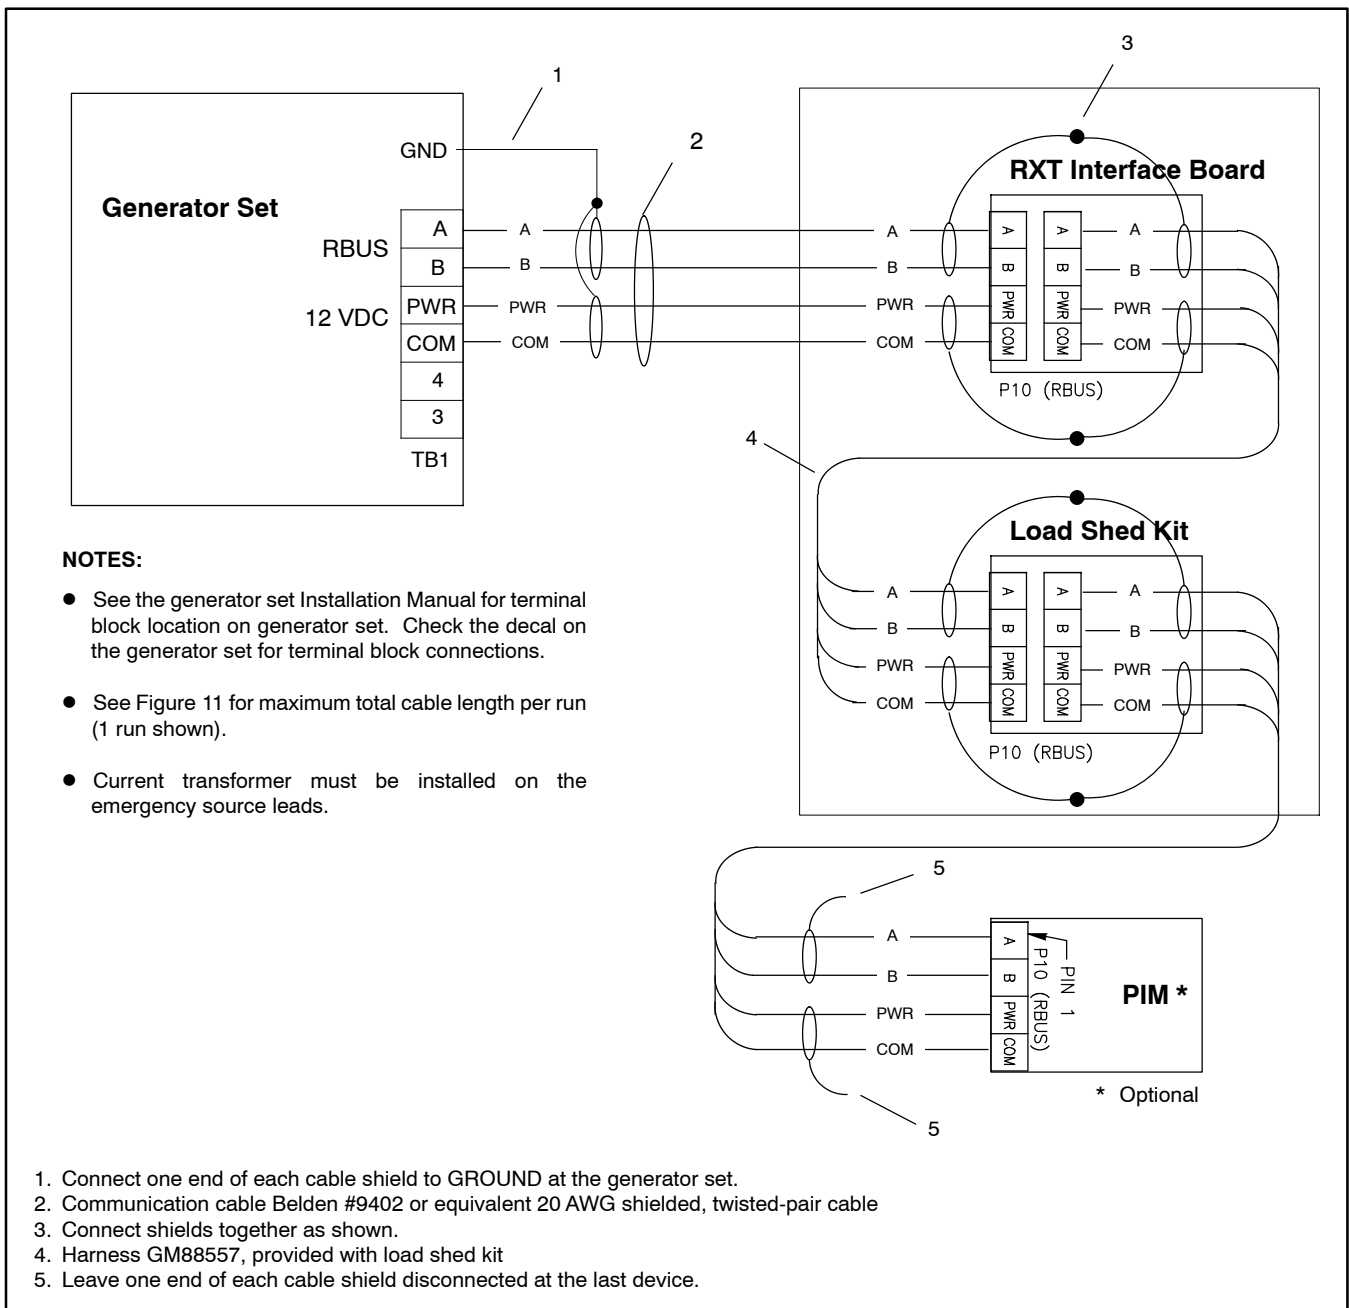 1
3
2
GND
Generator Set
RBUS
12 VDC
A
B
PWR
COM
4
3
TB1
A
B
PWR
COM
A
B
PWR
COM
RXT Interface Board
A
B
PWR
COM
A
B
PWR
COM
A
B
PWR
COM
P10 (RBUS)
4
Load Shed Kit
A
B
PWR
COM
A
B
PWR
COM
A
B
PWR
COM
A
B
PWR
COM
P10 (RBUS)
NOTES:
● See the generator set Installation Manual for terminal
block location on generator set. Check the decal on
the generator set for terminal block connections.
● See Figure 11 for maximum total cable length per run
(1 run shown).
● Current transformer must be installed on the
emergency source leads.
5
A
B
PWR
COM
A
B
PWR
COM
P10 (RBUS)
PIN 1
PIM *
* Optional
5
1. Connect one end of each cable shield to GROUND at the generator set.
2. Communication cable Belden #9402 or equivalent 20 AWG shielded, twisted-pair cable
3. Connect shields together as shown.
4. Harness GM88557, provided with load shed kit
5. Leave one end of each cable shield disconnected at the last device.